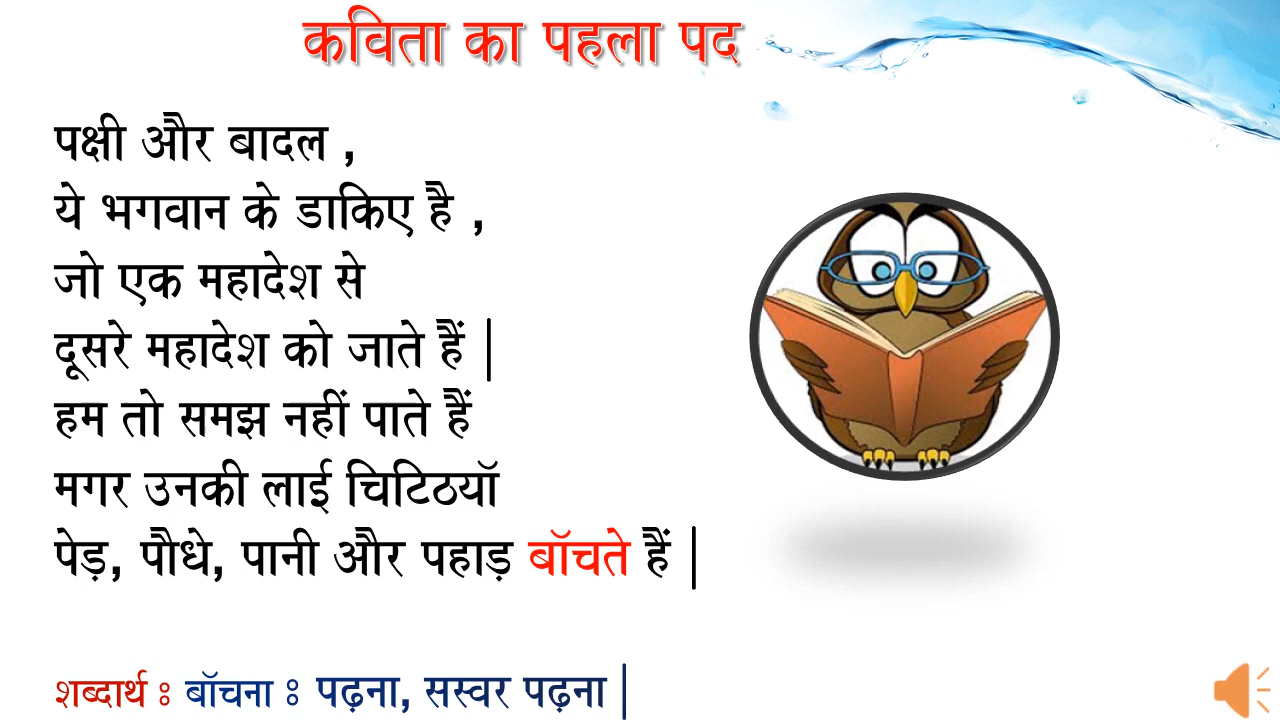 कविता का पहला पद
पक्षी और बादल ,
ये भगवान के डाकिए है ,
जो एक महादेश से
दूसरे महादेश को जाते हैं |
हम तो समझ नहीं पाते हैं
मगर उनकी लाई चिटिठयॉ
पेड़, पौधे, पानी और पहाड़ बॉचते हैं |
शब्दार्थ ः बॉचना ः पढ़ना, सस्वर पढ़ना |